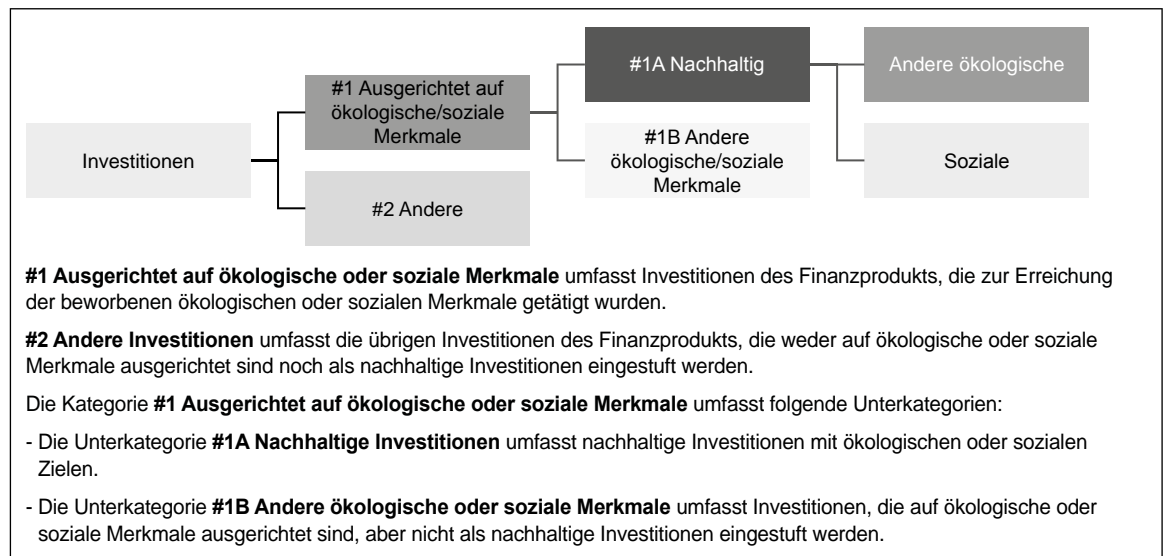 #1A Nachhaltig
Andere ökologische
#1 Ausgerichtet auf
ökologische/soziale
Merkmale
Investitionen
#1B Andere
ökologische/soziale
Merkmale
Soziale
#2 Andere
#1 Ausgerichtet auf ökologische oder soziale Merkmale umfasst Investitionen des Finanzprodukts, die zur Erreichung
der beworbenen ökologischen oder sozialen Merkmale getätigt wurden.
#2 Andere Investitionen umfasst die übrigen Investitionen des Finanzprodukts, die weder auf ökologische oder soziale
Merkmale ausgerichtet sind noch als nachhaltige Investitionen eingestuft werden.
Die Kategorie #1 Ausgerichtet auf ökologische oder soziale Merkmale umfasst folgende Unterkategorien:
- Die Unterkategorie #1A Nachhaltige Investitionen umfasst nachhaltige Investitionen mit ökologischen oder sozialen
Zielen.
- Die Unterkategorie #1B Andere ökologische oder soziale Merkmale umfasst Investitionen, die auf ökologische oder
soziale Merkmale ausgerichtet sind, aber nicht als nachhaltige Investitionen eingestuft werden.